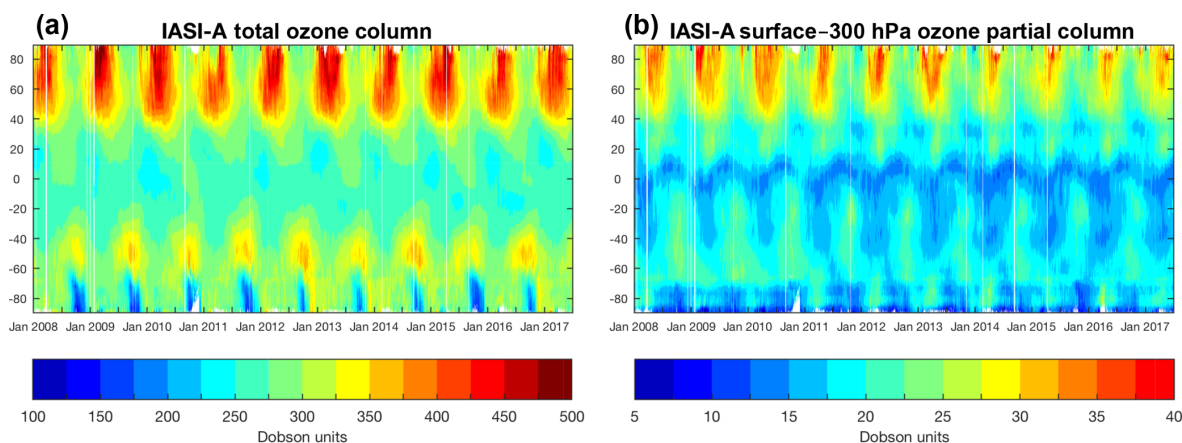 (a)
IASI-A total ozone column
80
60
40
20
0
-20
-40
-60
-80
Jan 2008 Jan 2009 Jan 2010 Jan 2011 Jan 2012 Jan 2013 Jan 2014 Jan 2015 Jan 2016 Jan 2017
100 150 200 250 300 350 400 450 500
Dobson units
(b)
IASI-A surface–300 hPa ozone partial column
80
60
40
20
0
-20
-40
-60
-80
Jan 2008 Jan 2009 Jan 2010 Jan 2011 Jan 2012 Jan 2013 Jan 2014 Jan 2015 Jan 2016 Jan 2017
5 10 15 20 25 30 35 40
Dobson units